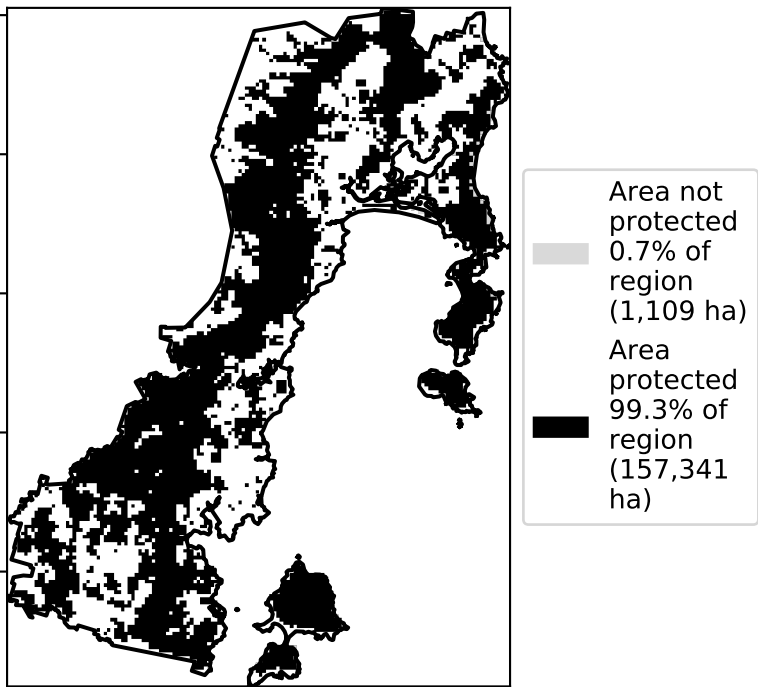 Area not
protected
0.7% of
region
(1,109 ha)
Area
protected
99.3% of
region
(157,341
ha)